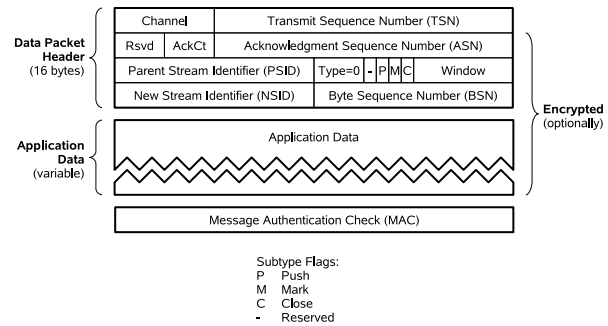 Channel Transmit Sequence Number (TSN)
Data Packet
Header
(16 bytes)
Rsvd AckCt Acknowledgment Sequence Number (ASN)
Parent Stream Identifier (PSID) Type=0 - P M C Window
New Stream Identifier (NSID) Byte Sequence Number (BSN)
Encrypted
(optionally)
Application
Data
(variable)
Application Data
Message Authentication Check (MAC)
Subtype Flags:
P Push
M Mark
C Close
- Reserved